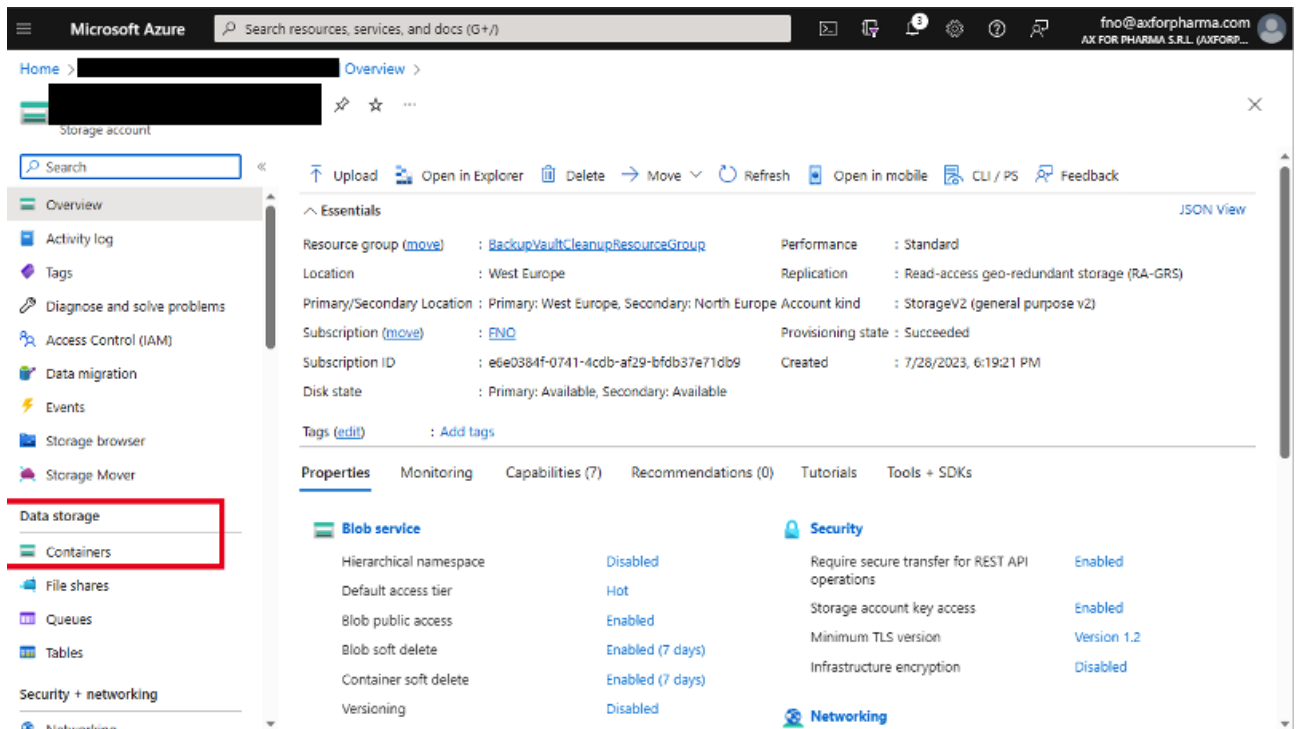 Microsoft Azure
Search resources, services, and docs (G+/)
3
fno@axforpharma.com
AX FOR PHARMA S.R.L. (AXFORP...
Home > Overview >
Storage account
Search
Upload Open in Explorer Delete Move Refresh Open in mobile CLI / PS Feedback
Overview
Activity log
Tags
Diagnose and solve problems
Access Control (IAM)
Data migration
Events
Storage browser
Storage Mover
Data storage
Containers
File shares
Queues
Tables
Security + networking
Networking
Essentials
JSON View
Resource group (move) : BackupVaultCleanupResourceGroup
Location : West Europe
Primary/Secondary Location : Primary: West Europe, Secondary: North Europe
Subscription (move) : FNO
Subscription ID : e6e0384f-0741-4cdb-af29-bfdb37e71db9
Disk state : Primary: Available, Secondary: Available
Performance : Standard
Replication : Read-access geo-redundant storage (RA-GRS)
Account kind : StorageV2 (general purpose v2)
Provisioning state : Succeeded
Created : 7/28/2023, 6:19:21 PM
Tags (edit) : Add tags
Properties Monitoring Capabilities (7) Recommendations (0) Tutorials Tools + SDKs
Blob service
Hierarchical namespace Disabled
Default access tier Hot
Blob public access Enabled
Blob soft delete Enabled (7 days)
Container soft delete Enabled (7 days)
Versioning Disabled
Security
Require secure transfer for REST API operations Enabled
Storage account key access Enabled
Minimum TLS version Version 1.2
Infrastructure encryption Disabled
Networking